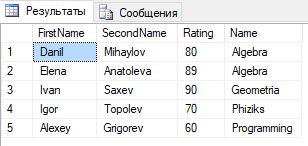 Результаты Сообщения
FirstName SecondName Rating Name
1 Danil Mihaylov 80 Algebra
2 Elena Anatoleva 89 Algebra
3 Ivan Saxev 90 Geometria
4 Igor Topolev 70 Phiziks
5 Alexey Grigorev 60 Programming